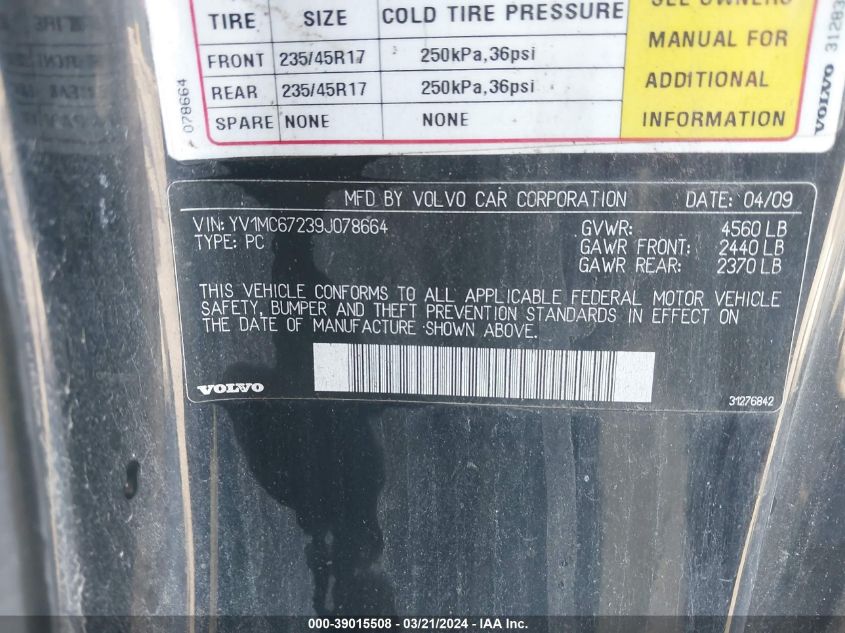 TIRE SIZE COLD TIRE PRESSURE
FRONT 235/45R17 250kPa,36psi
REAR 235/45R17 250kPa,36psi
SPARE NONE NONE
SEE OWNERS
MANUAL FOR
ADDITIONAL
INFORMATION
078664
VOLVO 31283
MFD BY VOLVO CAR CORPORATION DATE: 04/09
VIN: YV1MC67239J078664 GVWR: 4560 LB
TYPE: PC GAWR FRONT: 2440 LB
GAWR REAR: 2370 LB
THIS VEHICLE CONFORMS TO ALL APPLICABLE FEDERAL MOTOR VEHICLE
SAFETY, BUMPER AND THEFT PREVENTION STANDARDS IN EFFECT ON
THE DATE OF MANUFACTURE SHOWN ABOVE.
VOLVO
31276842
000-39015508 - 03/21/2024 - IAAI Inc.